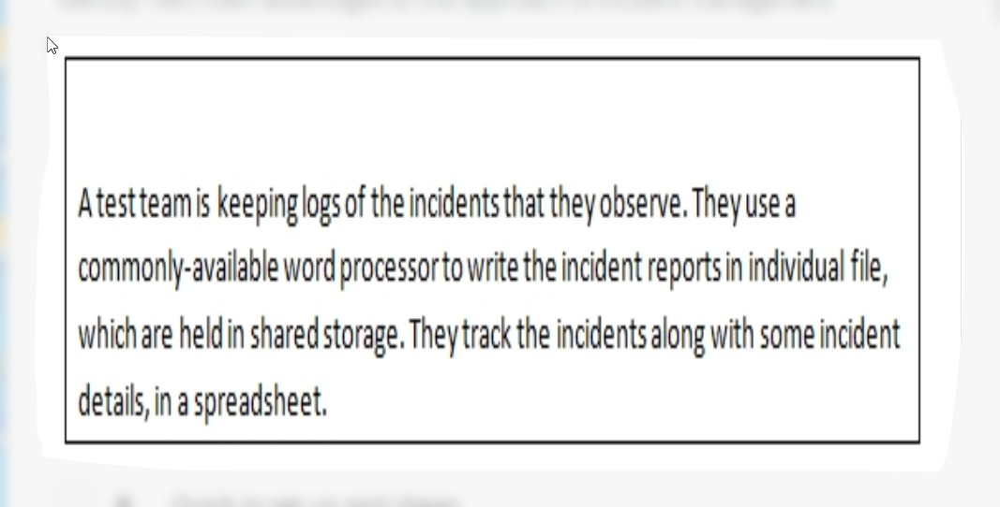 A test team is keeping logs of the incidents that they observe. They use a
commonly-available word processor to write the incident reports in individual file,
which are held in shared storage. They track the incidents along with some incident
details, in a spreadsheet.